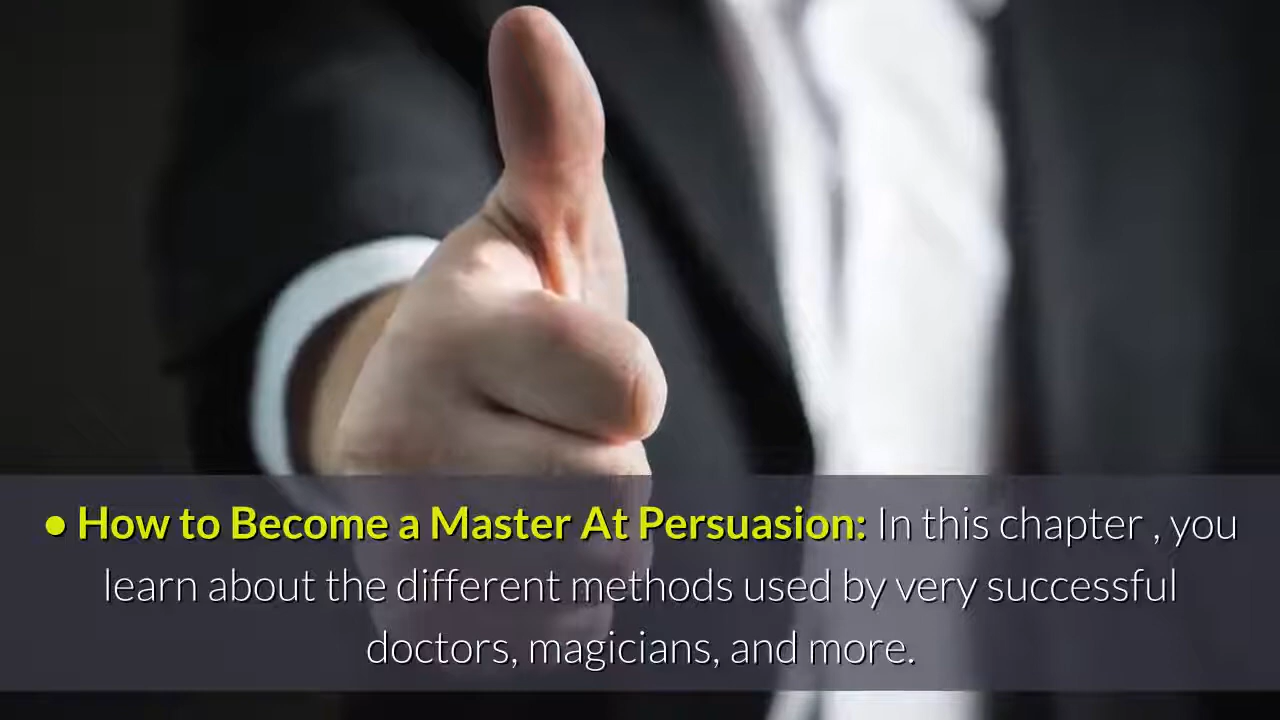 ● How to Become a Master At Persuasion: In this chapter , you
learn about the different methods used by very successful
doctors, magicians, and more.